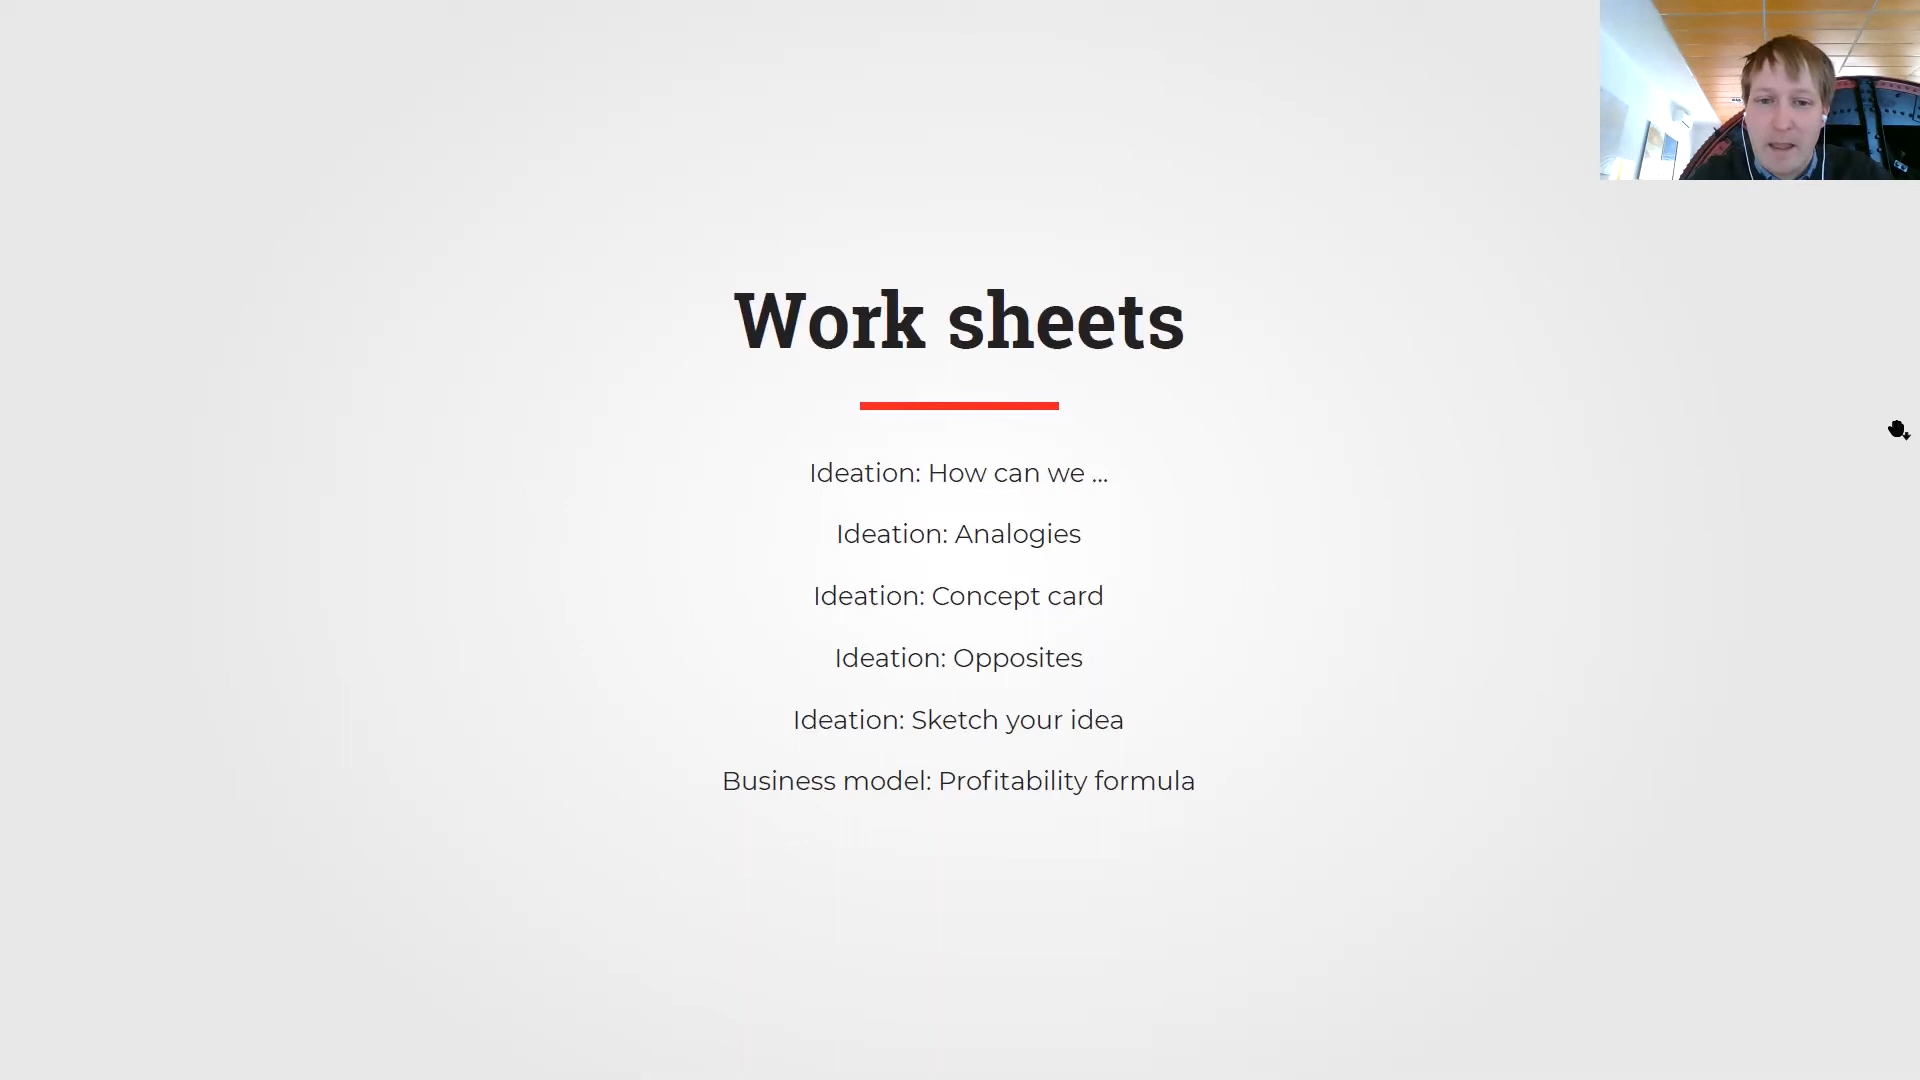 Work sheets
Ideation: How can we ...
Ideation: Analogies
Ideation: Concept card
Ideation: Opposites
Ideation: Sketch your idea
Business model: Profitability formula